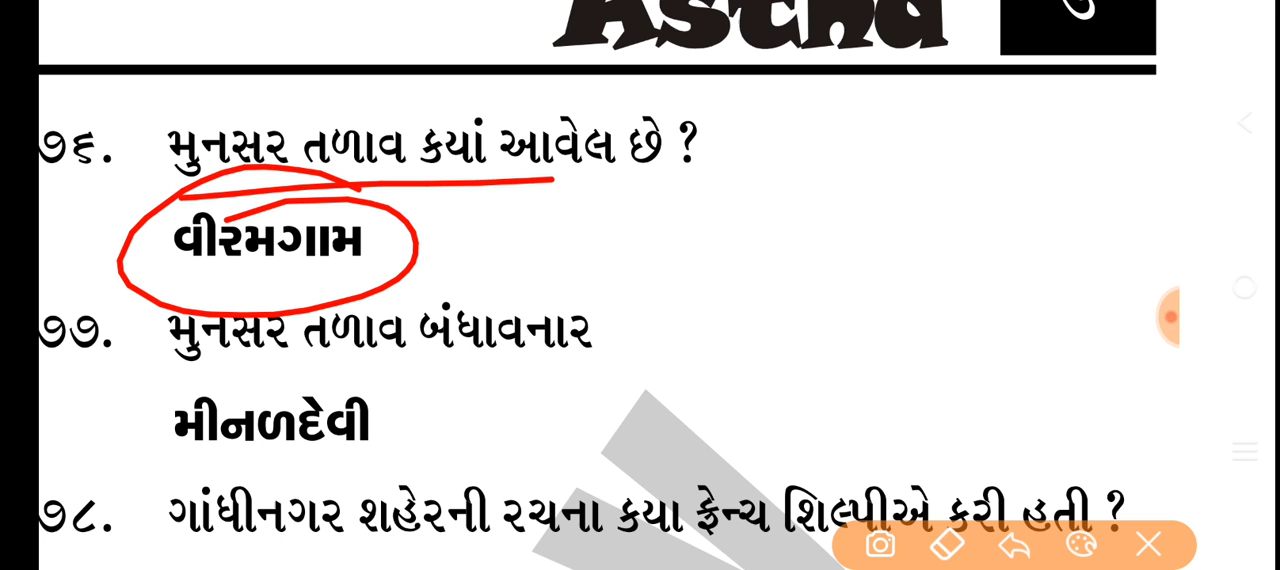 Astha
૭૬. મુનસર તળાવ કયાં આવેલ છે ?
વીરમગામ
૭૭. મુનસર તળાવ બંધાવનાર
મીનળદેવી
૭૮. ગાંધીનગર શહેરની રચના કયા ફ્રેન્ચ શિલ્પીએ કરી હતી ?